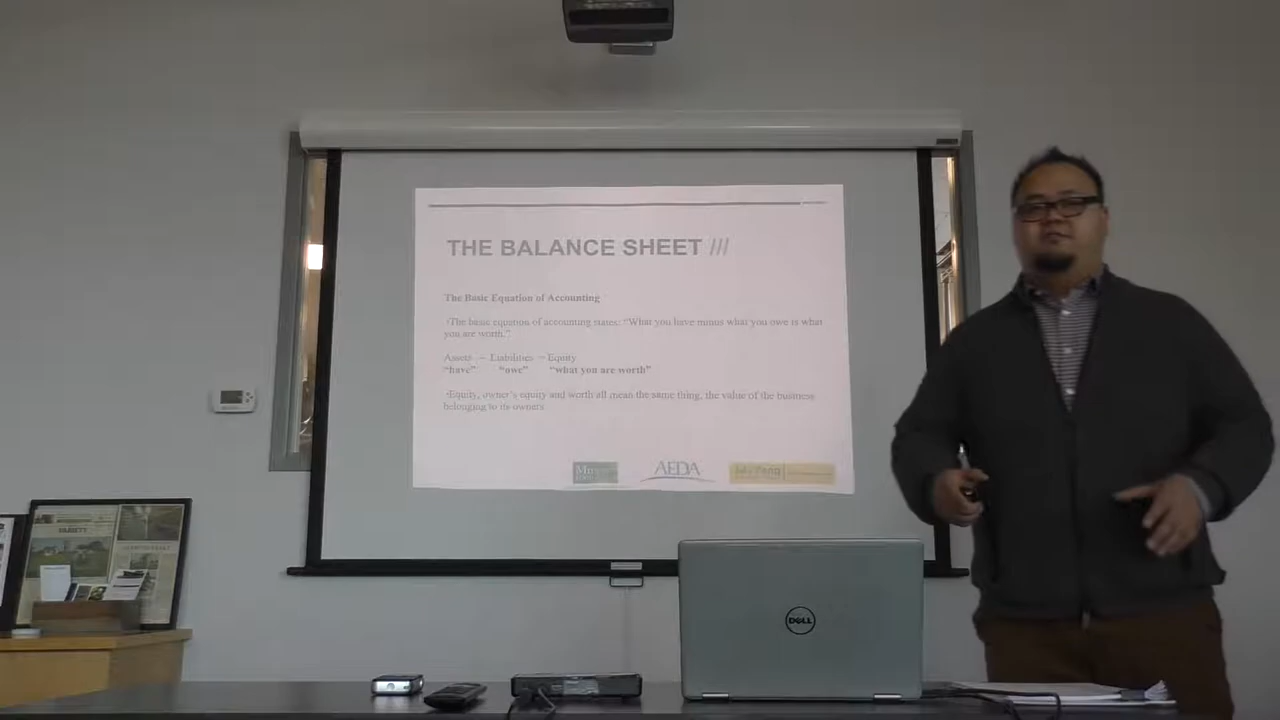 THE BALANCE SHEET ///
The Basic Equation of Accounting
•The basic equation of accounting states: “What you have minus what you owe is what
you are worth.”
Assets – Liabilities = Equity
“have” “owe” “what you are worth”
•Equity, owner’s equity and worth all mean the same thing, the value of the business
belonging to its owners
AEDA
DELL